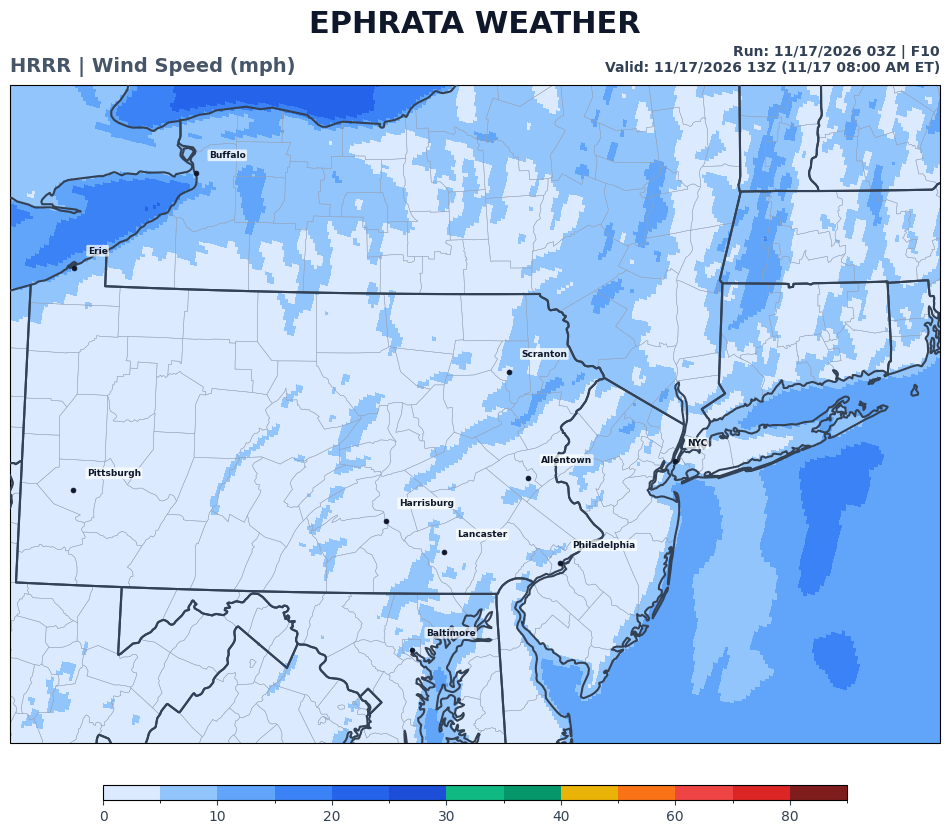 EPHRATA WEATHER
HRRR | Wind Speed (mph)
Run: 11/17/2026 03Z | F10
Valid: 11/17/2026 13Z (11/17 08:00 AM ET)
Buffalo
Erie
Scranton
NYC
Allentown
Pittsburgh
Harrisburg
Lancaster
Philadelphia
Baltimore
0 10 20 30 40 50 60 70 80